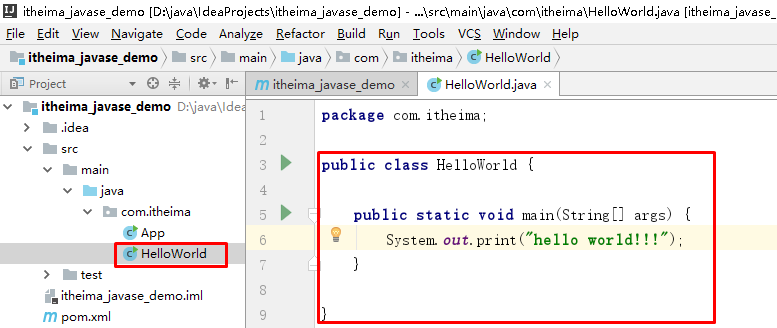 itheima_javase_demo [D:\java\IdeaProjects\itheima_javase_demo] - ...\src\main\java\com\itheima\HelloWorld.java [itheima_javase_
File Edit View Navigate Code Analyze Refactor Build Run Tools VCS Window Help
itheima_javase_demo src main java com itheima HelloWorld
Project
itheima_javase_demo HelloWorld.java
itheima_javase_demo D:\java\Idea
.idea
src
main
java
com.itheima
App
HelloWorld
test
itheima_javase_demo.iml
pom.xml
1 package com.itheima;
2
3 public class HelloWorld {
4
5 public static void main(String[] args) {
6 System.out.print("hello world!!!");
7 }
8
9 }